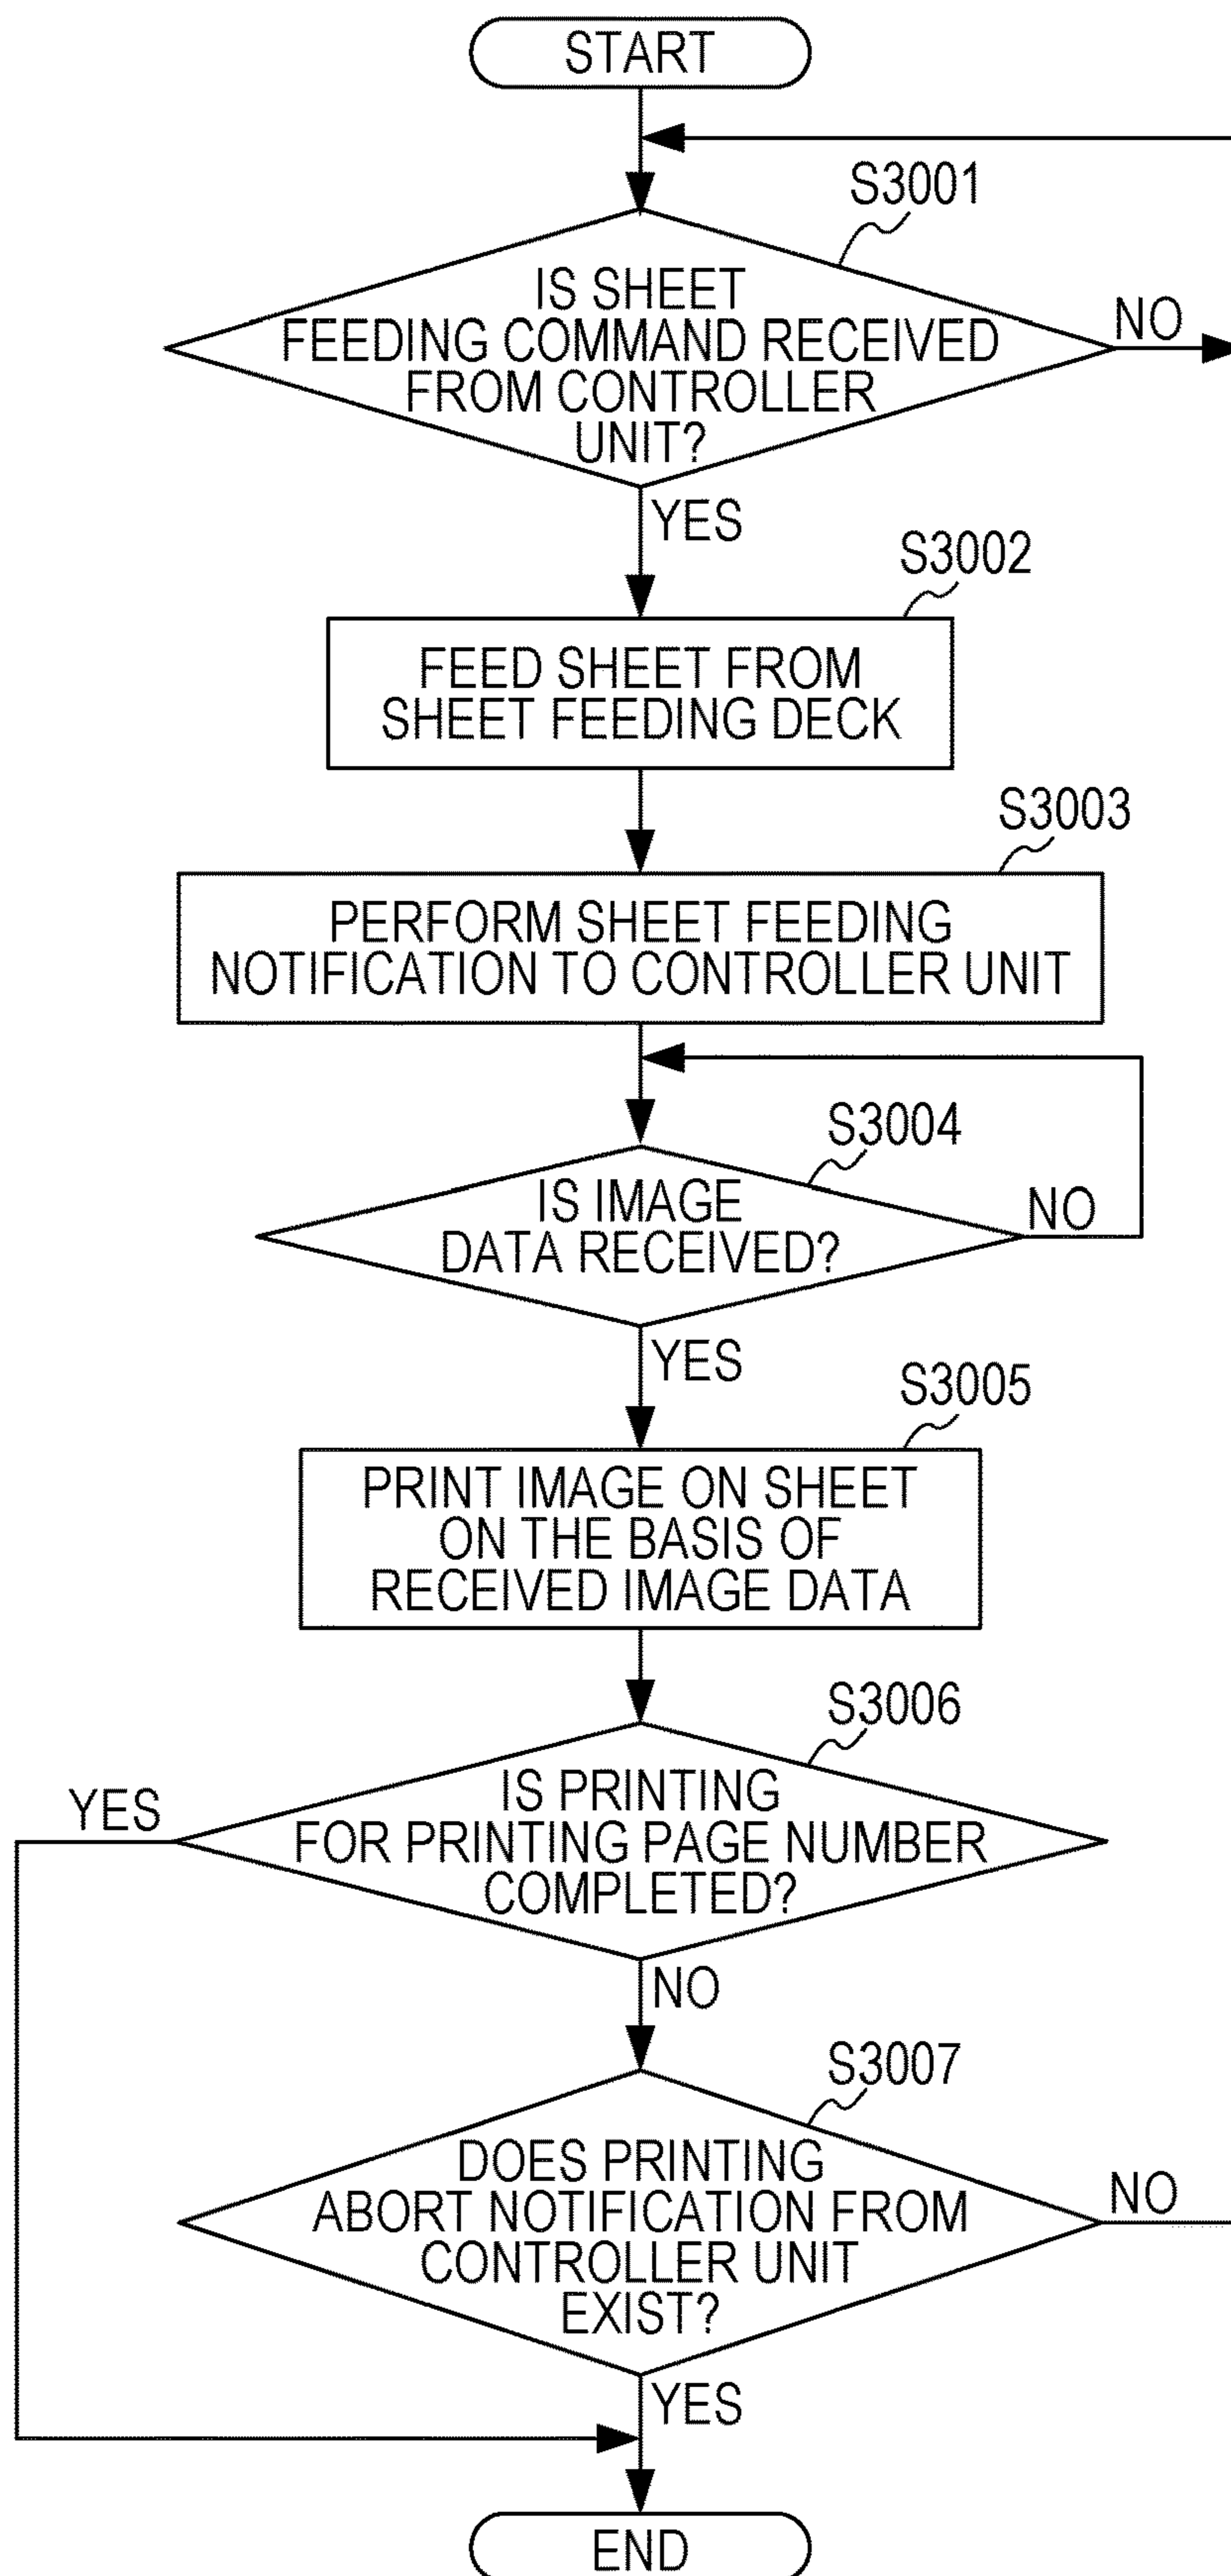 START
S3001
IS SHEET
FEEDING COMMAND RECEIVED
FROM CONTROLLER
UNIT?
NO
YES
S3002
FEED SHEET FROM
SHEET FEEDING DECK
S3003
PERFORM SHEET FEEDING
NOTIFICATION TO CONTROLLER UNIT
S3004
IS IMAGE
DATA RECEIVED?
NO
YES
S3005
PRINT IMAGE ON SHEET
ON THE BASIS OF
RECEIVED IMAGE DATA
S3006
IS PRINTING
FOR PRINTING PAGE NUMBER
COMPLETED?
YES
NO
S3007
DOES PRINTING
ABORT NOTIFICATION FROM
CONTROLLER UNIT
EXIST?
NO
YES
END